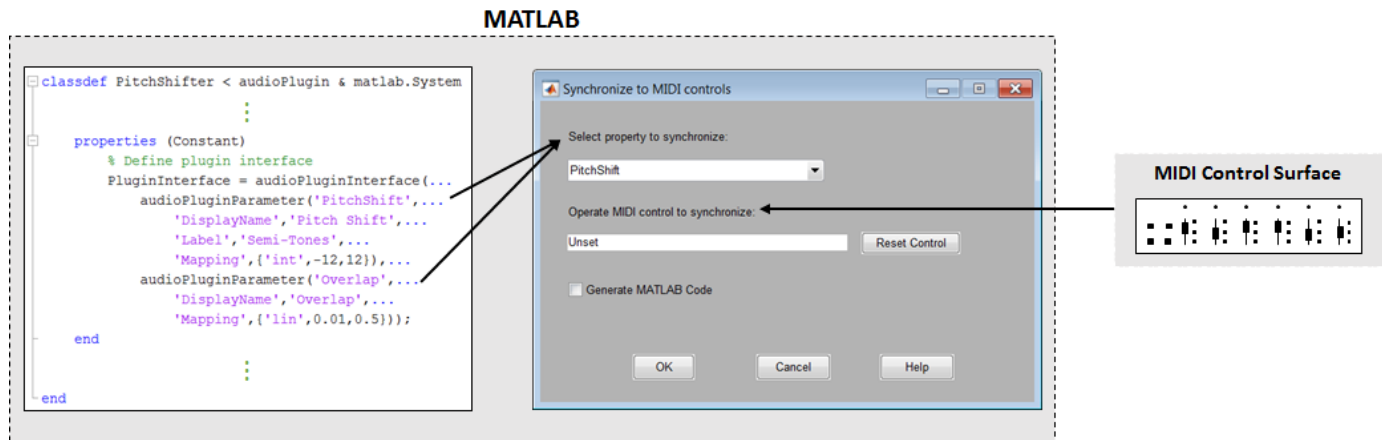 MATLAB
classdef PitchShifter < audioPlugin & matlab.System
properties (Constant)
% Define plugin interface
PluginInterface = audioPluginInterface(...
audioPluginParameter('PitchShift',...
'DisplayName','Pitch Shift',...
'Label','Semi-Tones',...
'Mapping',{'int',-12,12}),...
audioPluginParameter('Overlap',...
'DisplayName','Overlap',...
'Mapping',{'lin',0.01,0.5}));
end
end
Synchronize to MIDI controls
Select property to synchronize:
PitchShift
Operate MIDI control to synchronize:
Unset
Reset Control
Generate MATLAB Code
OK
Cancel
Help
MIDI Control Surface